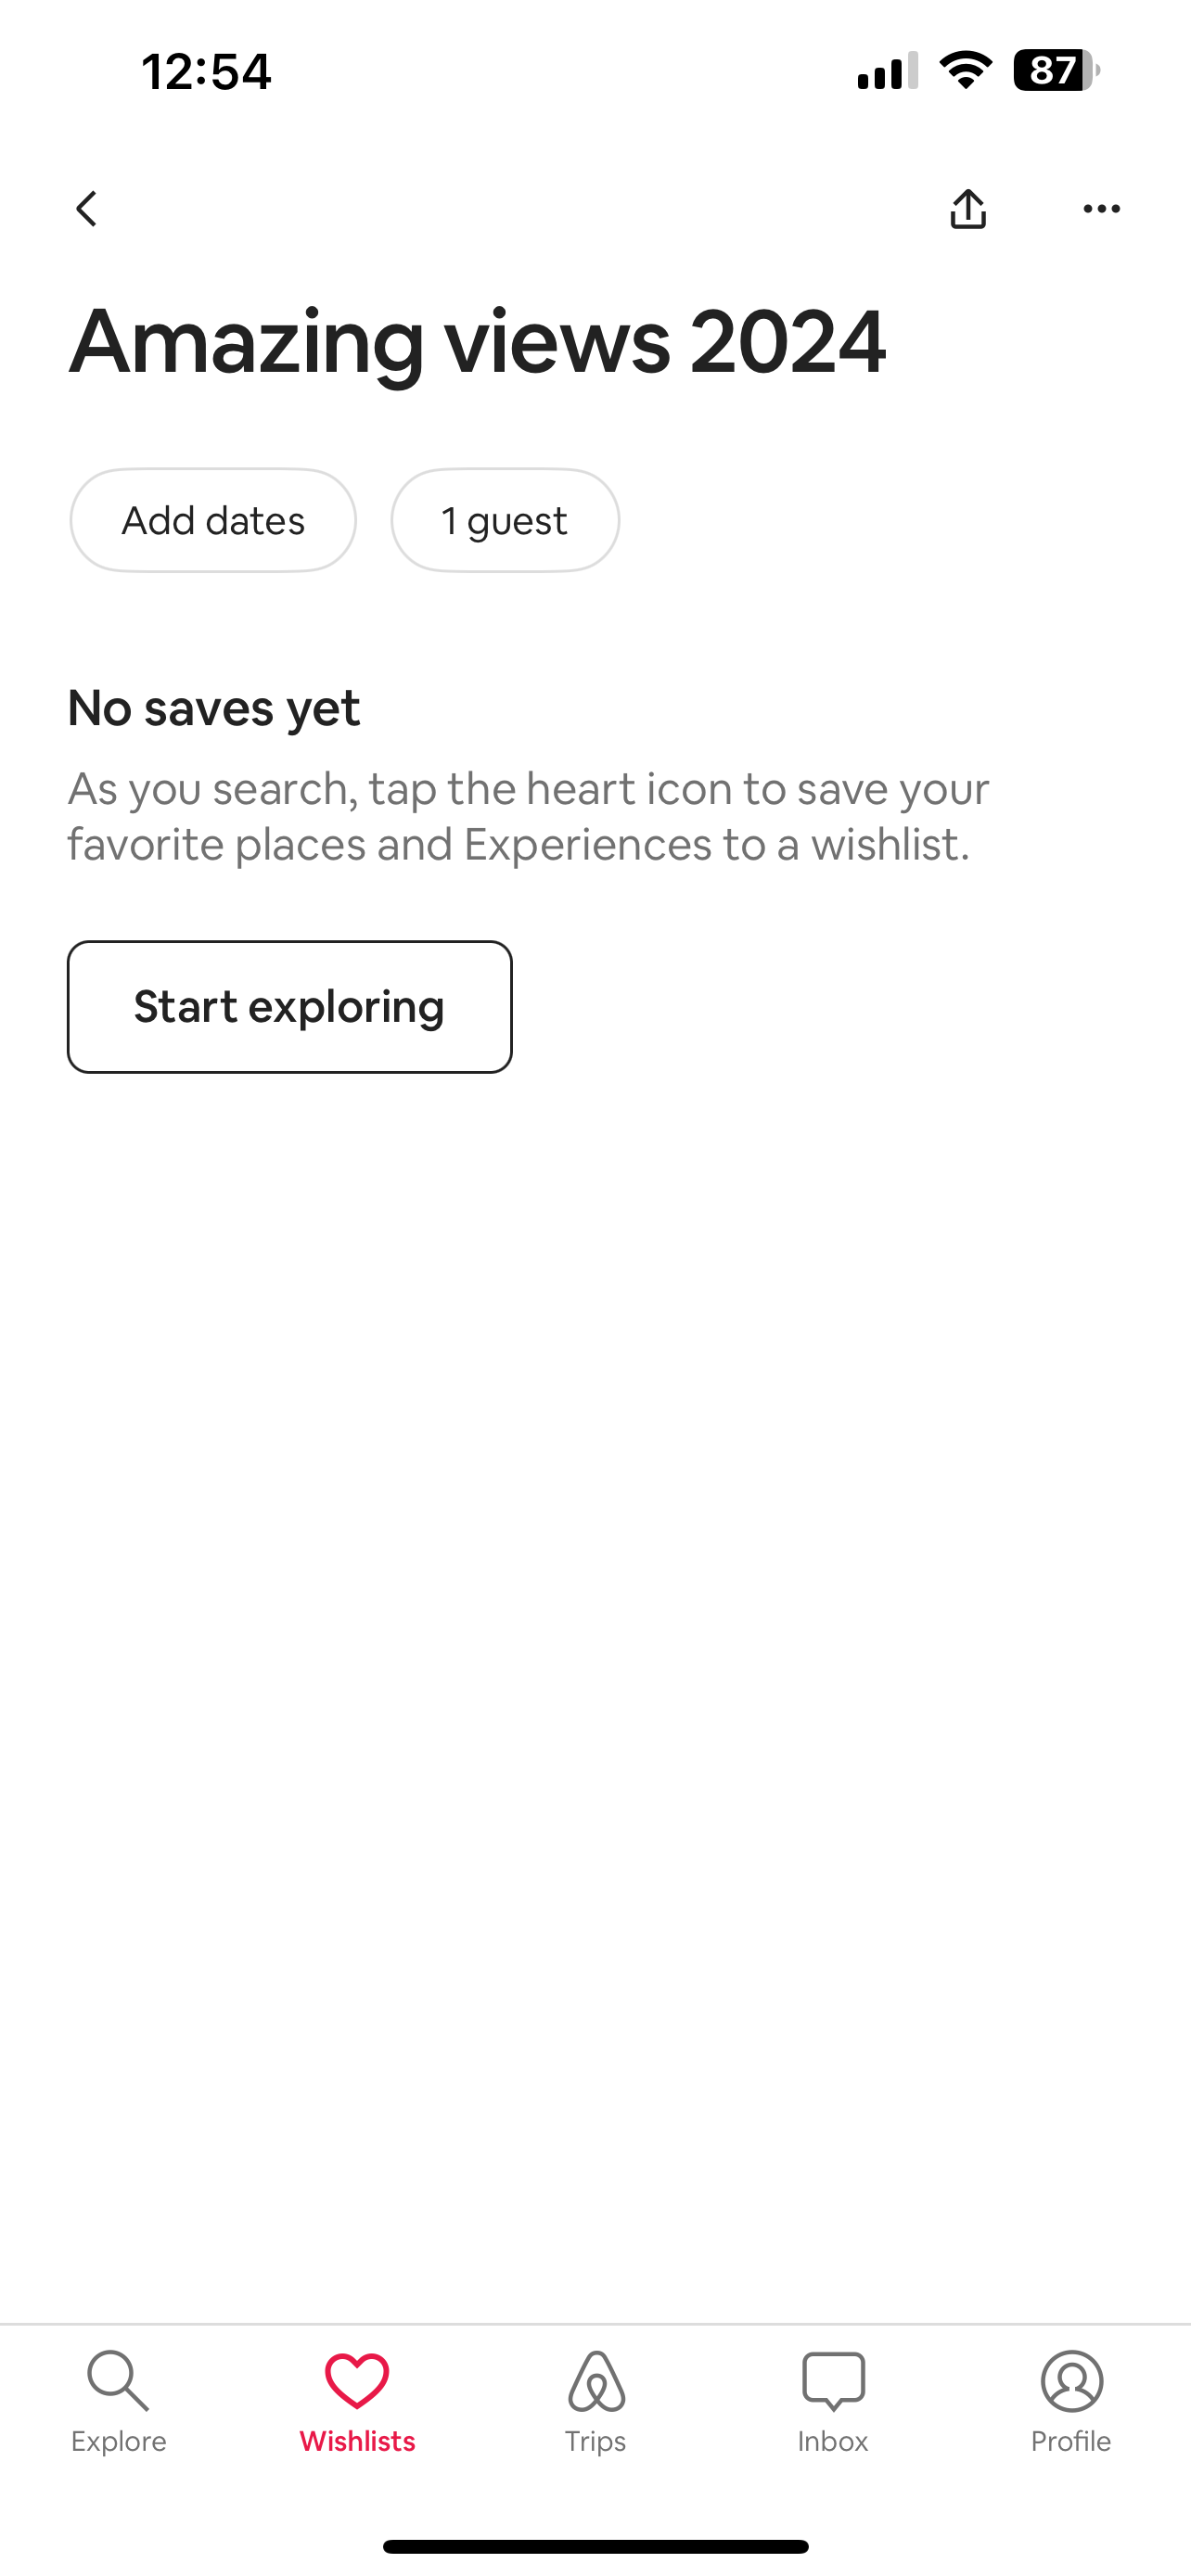 12:54
87
Amazing views 2024
Add dates
1 guest
No saves yet
As you search, tap the heart icon to save your
favorite places and Experiences to a wishlist.
Start exploring
Explore
Wishlists
Trips
Inbox
Profile